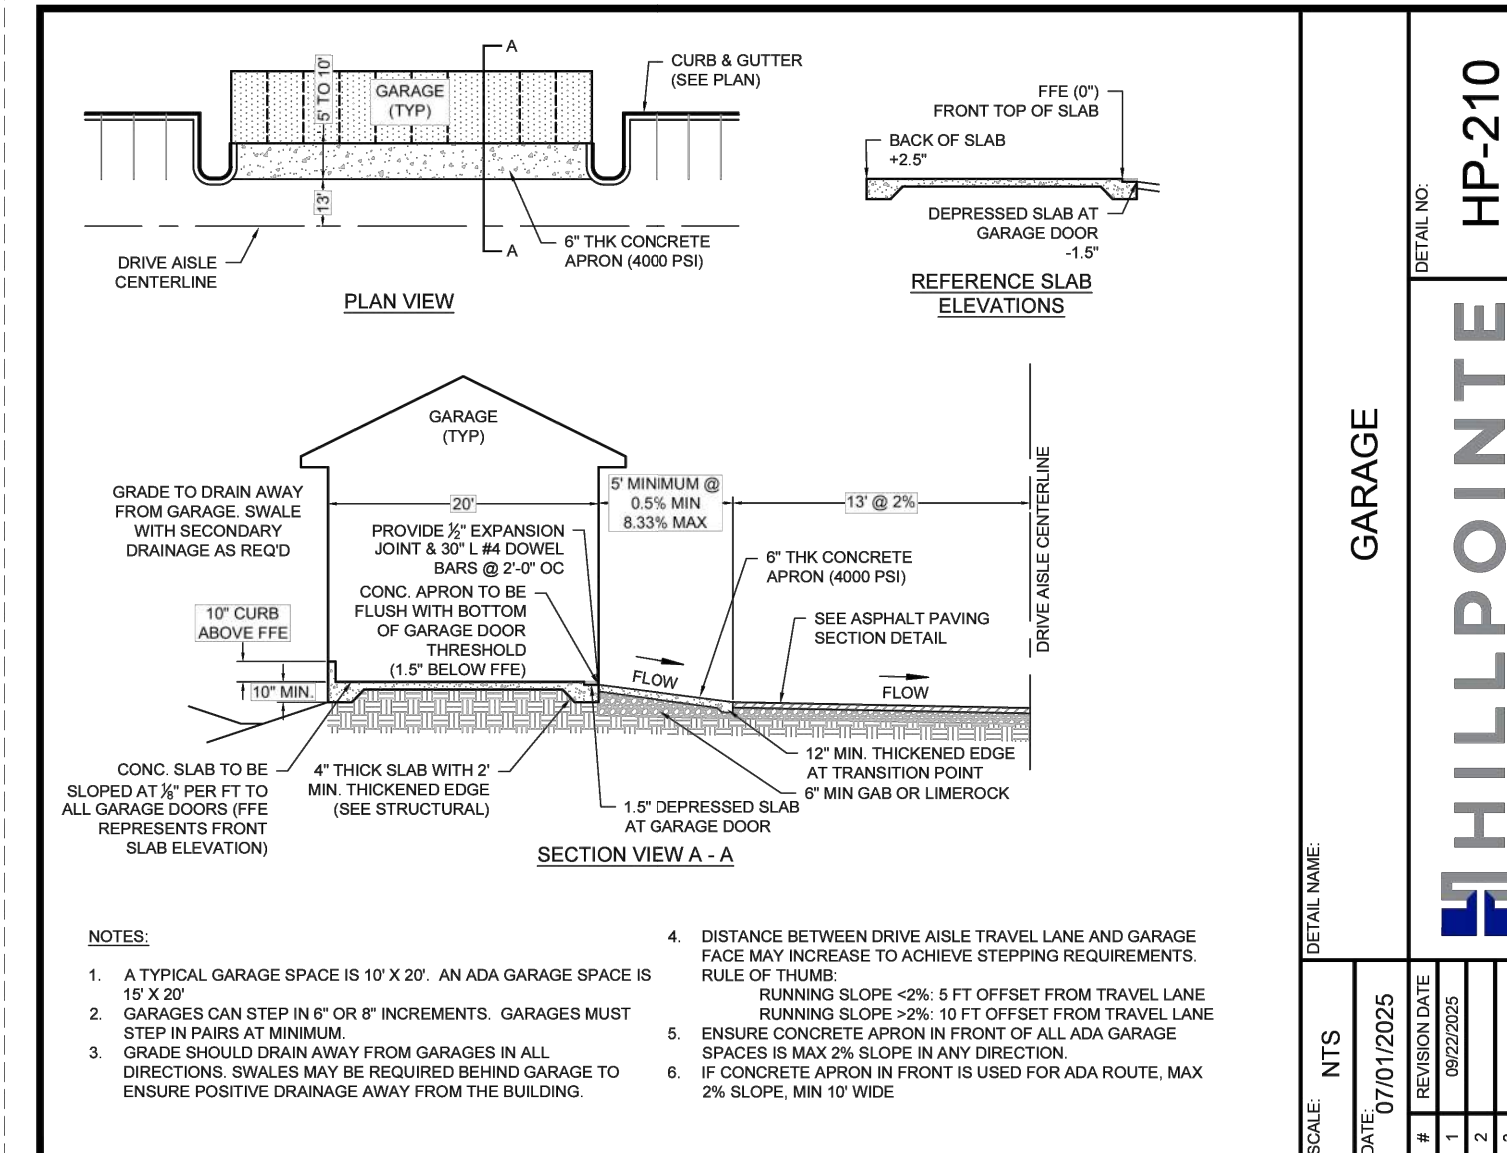 A
CURB & GUTTER
(SEE PLAN)
5' TO 10'
GARAGE
(TYP)
13'
A
6" THK CONCRETE
APRON (4000 PSI)
DRIVE AISLE
CENTERLINE
PLAN VIEW
FFE (0")
FRONT TOP OF SLAB
BACK OF SLAB
+2.5"
DEPRESSED SLAB AT
GARAGE DOOR
-1.5"
REFERENCE SLAB
ELEVATIONS
GARAGE
(TYP)
GRADE TO DRAIN AWAY
FROM GARAGE. SWALE
WITH SECONDARY
DRAINAGE AS REQ'D
20'
5' MINIMUM @
0.5% MIN
8.33% MAX
13' @ 2%
DRIVE AISLE CENTERLINE
PROVIDE ½" EXPANSION
JOINT & 30" L #4 DOWEL
BARS @ 2'-0" OC
CONC. APRON TO BE
FLUSH WITH BOTTOM
OF GARAGE DOOR
THRESHOLD
(1.5" BELOW FFE)
6" THK CONCRETE
APRON (4000 PSI)
SEE ASPHALT PAVING
SECTION DETAIL
10" CURB
ABOVE FFE
10" MIN.
FLOW
FLOW
CONC. SLAB TO BE
SLOPED AT ⅛" PER FT TO
ALL GARAGE DOORS (FFE
REPRESENTS FRONT
SLAB ELEVATION)
4" THICK SLAB WITH 2'
MIN. THICKENED EDGE
(SEE STRUCTURAL)
12" MIN. THICKENED EDGE
AT TRANSITION POINT
6" MIN GAB OR LIMEROCK
1.5" DEPRESSED SLAB
AT GARAGE DOOR
SECTION VIEW A - A
NOTES:
1. A TYPICAL GARAGE SPACE IS 10' X 20'. AN ADA GARAGE SPACE IS
15' X 20'
2. GARAGES CAN STEP IN 6" OR 8" INCREMENTS. GARAGES MUST
STEP IN PAIRS AT MINIMUM.
3. GRADE SHOULD DRAIN AWAY FROM GARAGES IN ALL
DIRECTIONS. SWALES MAY BE REQUIRED BEHIND GARAGE TO
ENSURE POSITIVE DRAINAGE AWAY FROM THE BUILDING.
4. DISTANCE BETWEEN DRIVE AISLE TRAVEL LANE AND GARAGE
FACE MAY INCREASE TO ACHIEVE STEPPING REQUIREMENTS.
RULE OF THUMB:
RUNNING SLOPE <2%: 5 FT OFFSET FROM TRAVEL LANE
RUNNING SLOPE >2%: 10 FT OFFSET FROM TRAVEL LANE
5. ENSURE CONCRETE APRON IN FRONT OF ALL ADA GARAGE
SPACES IS MAX 2% SLOPE IN ANY DIRECTION.
6. IF CONCRETE APRON IN FRONT IS USED FOR ADA ROUTE, MAX
2% SLOPE, MIN 10' WIDE
DETAIL NO:
HP-210
DETAIL NAME:
GARAGE
HILLPOINTE
SCALE:
NTS
DATE:
07/01/2025
# REVISION DATE
1 09/22/2025
2